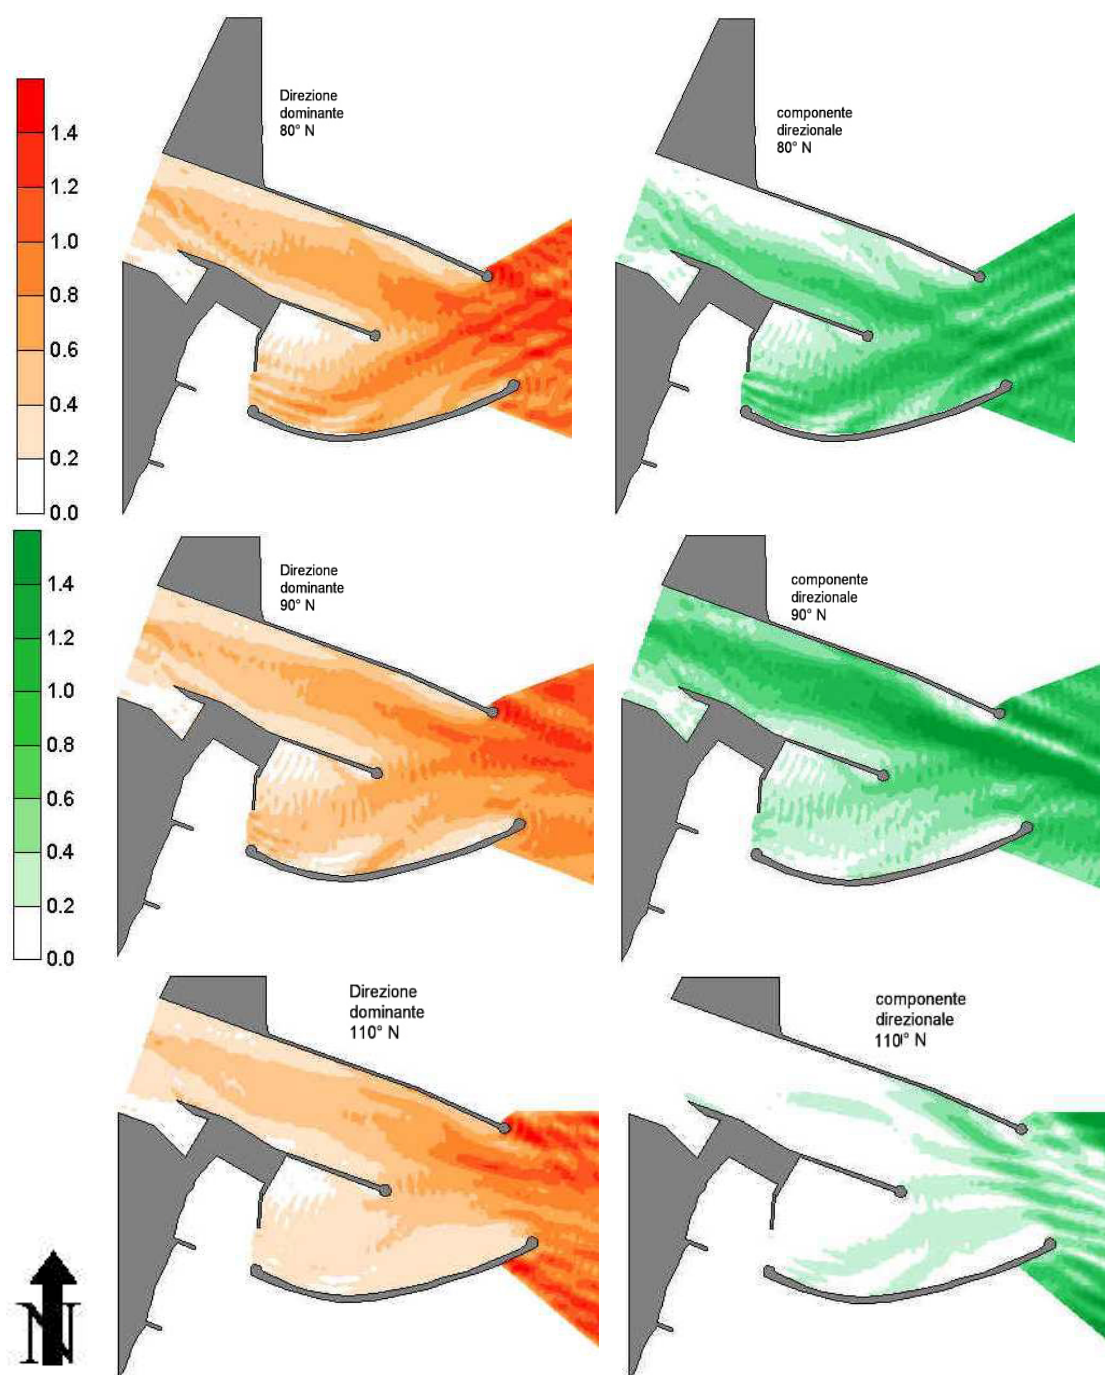 Direzione
dominante
80° N
componente
direzionale
80° N
1.4
1.2
1.0
0.8
0.6
0.4
0.2
0.0
Direzione
dominante
90° N
componente
direzionale
90° N
1.4
1.2
1.0
0.8
0.6
0.4
0.2
0.0
Direzione
dominante
110° N
componente
direzionale
110° N
N